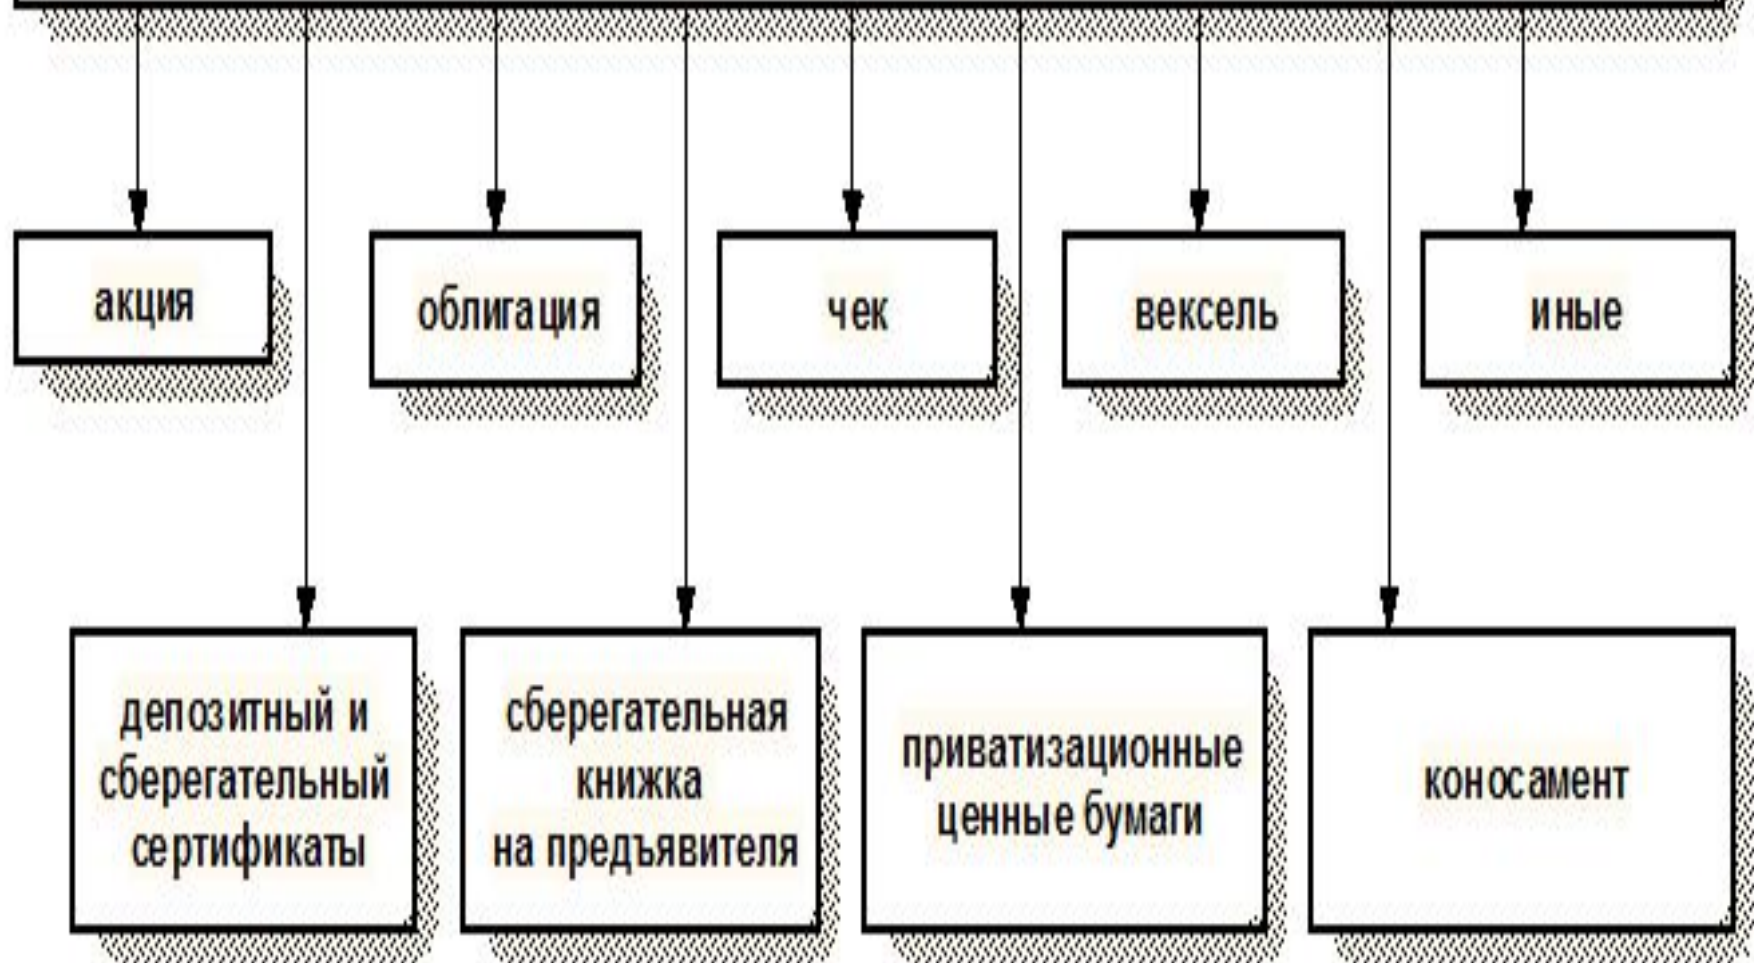 акция
облигация
чек
вексель
иные
депозитный и
сберегательный
сертификаты
сберегательная
книжка
на предъявителя
приватизационные
ценные бумаги
коносамент